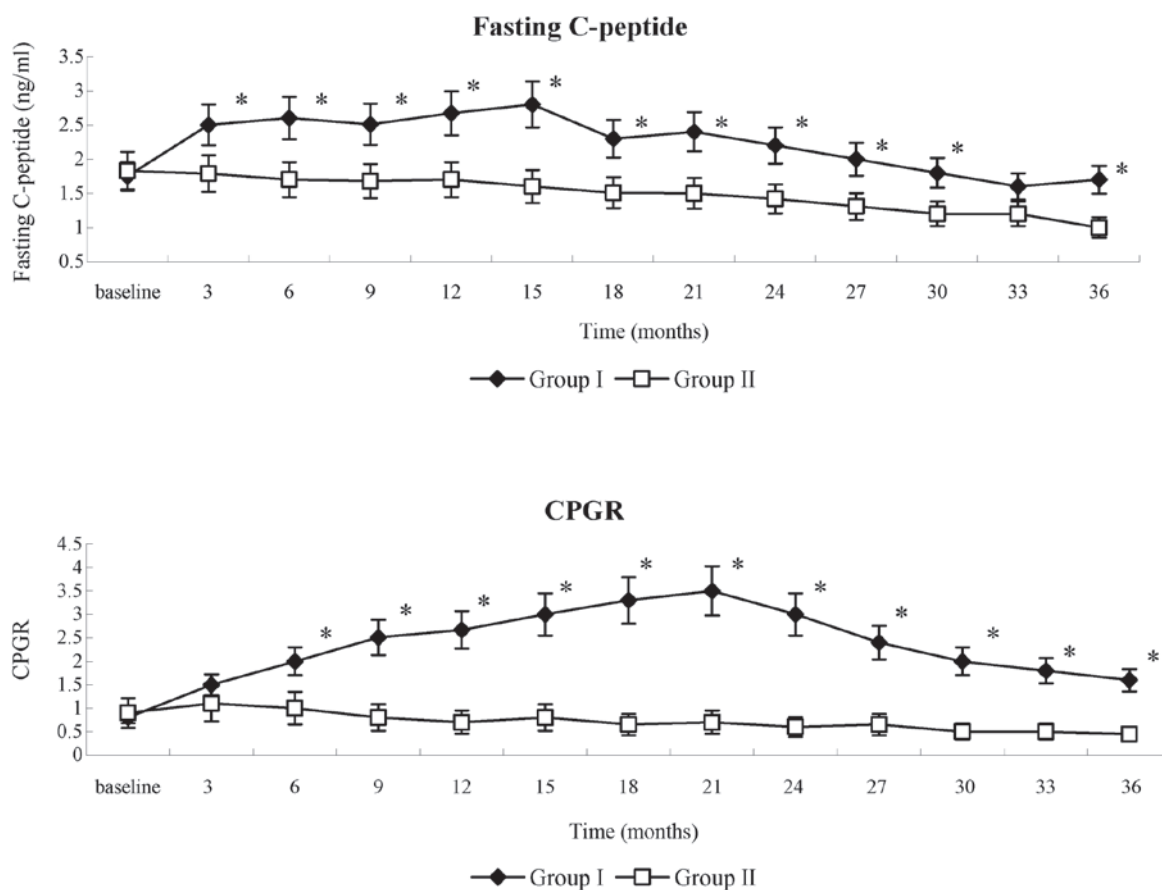 Fasting C-peptide
Fasting C-peptide (ng/ml)
3.5
3
2.5
2
1.5
1
0.5
* * * * * * * * * * *
baseline 3 6 9 12 15 18 21 24 27 30 33 36
Time (months)
Group I Group II
CPGR
CPGR
4.5
4
3.5
3
2.5
2
1.5
1
0.5
0
* * * * * * * * * * *
baseline 3 6 9 12 15 18 21 24 27 30 33 36
Time (months)
Group I Group II